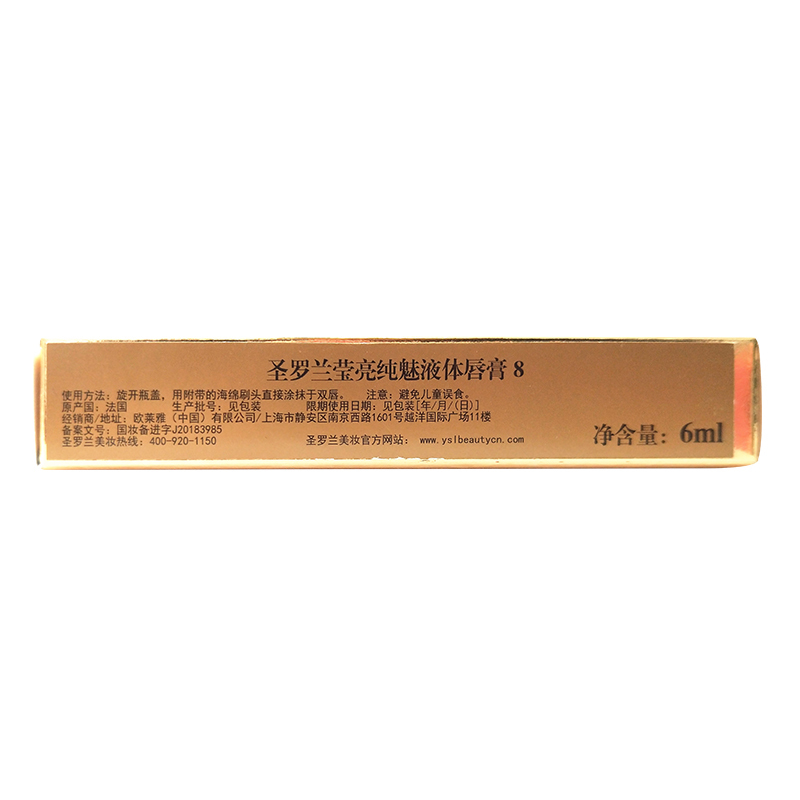 圣罗兰莹亮纯魅液体唇膏 8
使用方法：旋开瓶盖，用附带的海绵刷头直接涂抹于双唇。 注意：避免儿童误食。
原产国：法国 生产批号：见包装 限期使用日期：见包装[年/月/(日)]
经销商/地址：欧莱雅（中国）有限公司/上海市静安区南京西路1601号越洋国际广场11楼
备案文号：国妆备进字J20183985
圣罗兰美妆热线：400-920-1150 圣罗兰美妆官方网站： www.yslbeautycn.com
净含量：6ml